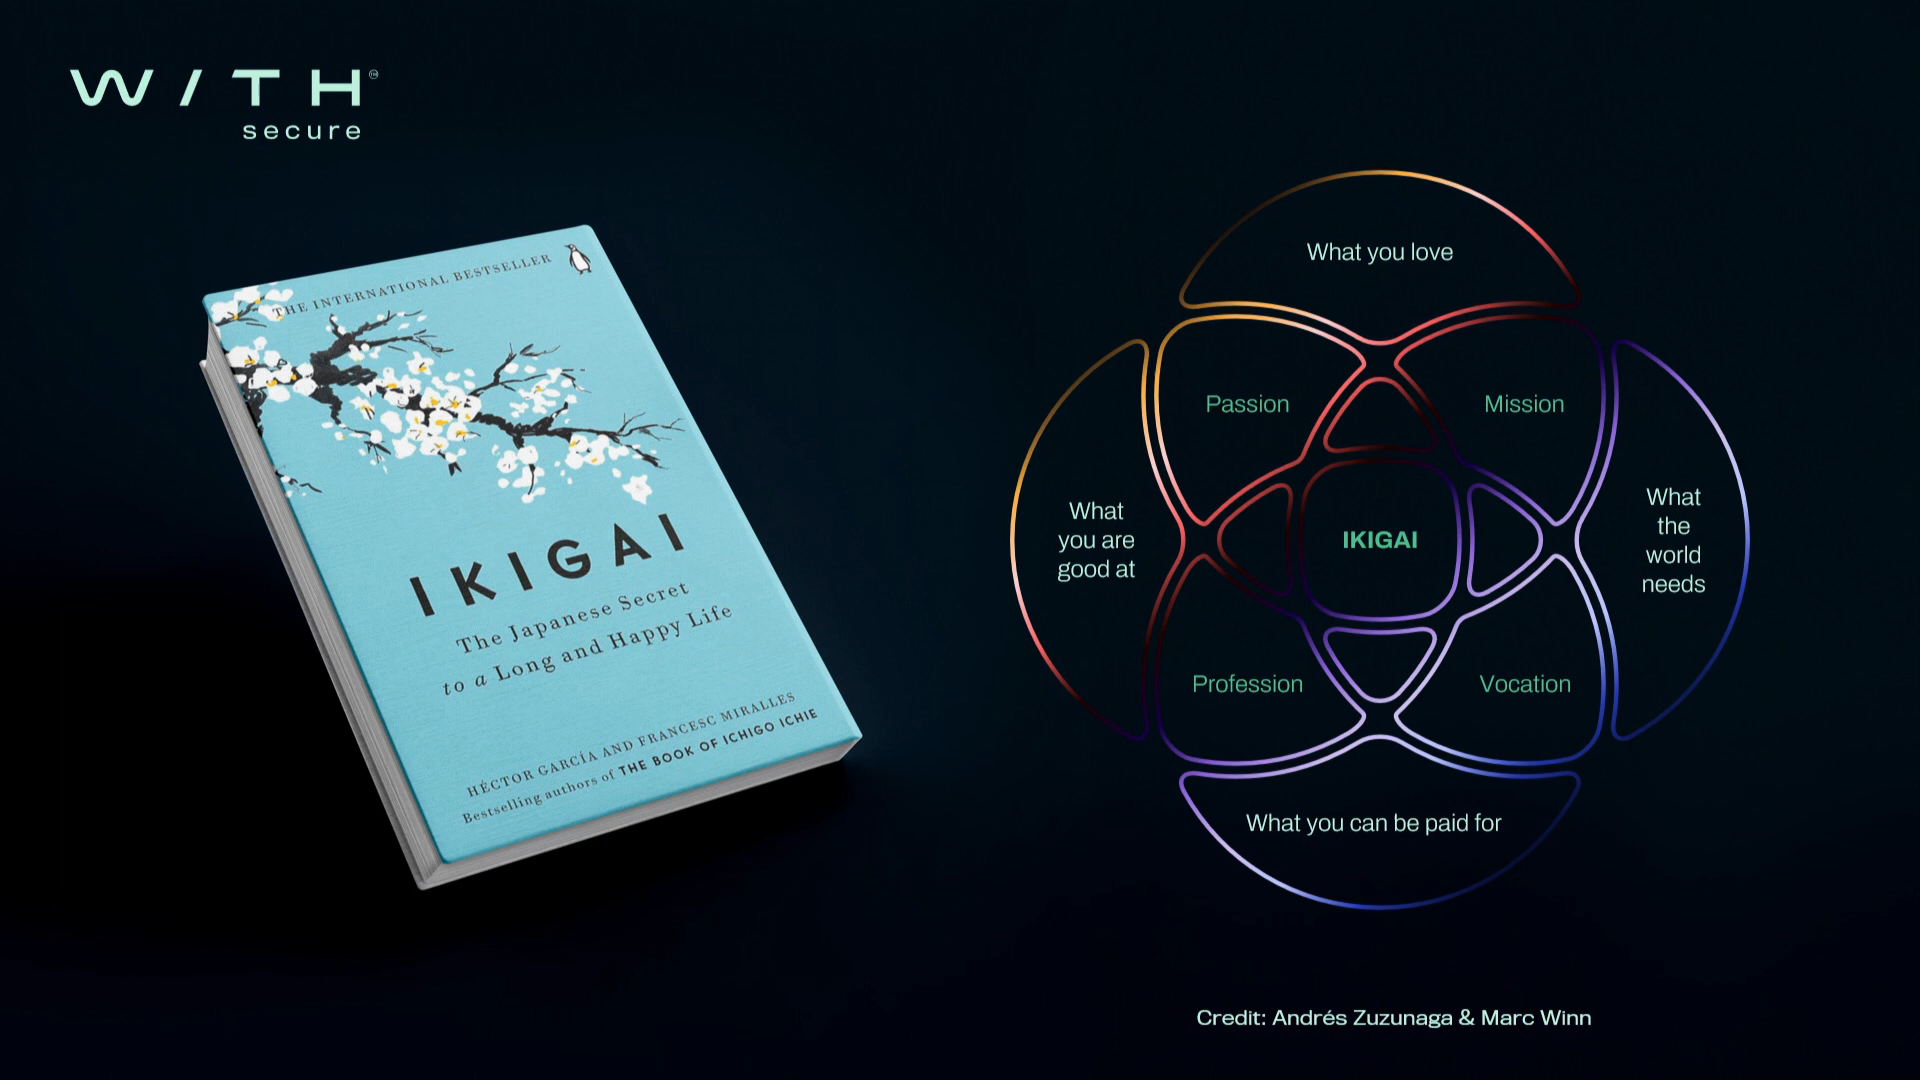 W/TH
secure
THE INTERNATIONAL BESTSELLER
IKIGAI
The Japanese Secret
to a Long and Happy Life
HÉCTOR GARCÍA AND FRANCESC MIRALLES
Bestselling authors of THE BOOK OF ICHIGO ICHIE
What you love
Passion
Mission
What
you are
good at
IKIGAI
What
the
world
needs
Profession
Vocation
What you can be paid for
Credit: Andrés Zuzunaga & Marc Winn